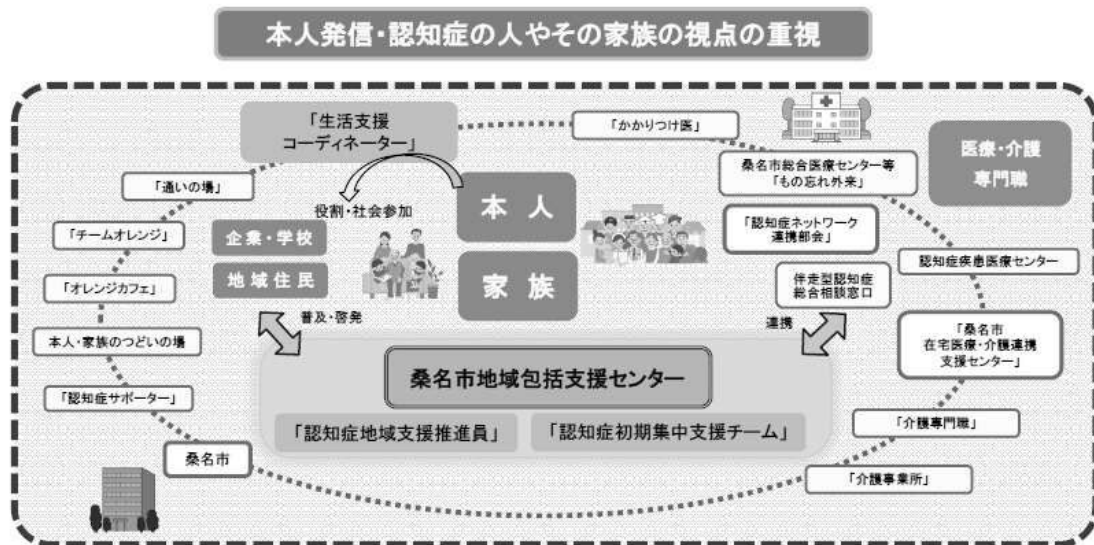 本人発信・認知症の人やその家族の視点の重視
「生活支援
コーディネーター」
「かかりつけ医」
医療・介護
専門職
桑名市総合医療センター等
「もの忘れ外来」
「通いの場」
役割・社会参加
本人
「チームオレンジ」
企業・学校
「認知症ネットワーク
連携部会」
地域住民
家族
認知症疾患医療センター
「オレンジカフェ」
伴走型認知症
総合相談窓口
普及・啓発
連携
本人・家族のつどいの場
「桑名市
在宅医療・介護連携
支援センター」
桑名市地域包括支援センター
「認知症サポーター」
「認知症地域支援推進員」
「認知症初期集中支援チーム」
「介護専門職」
桑名市
「介護事業所」